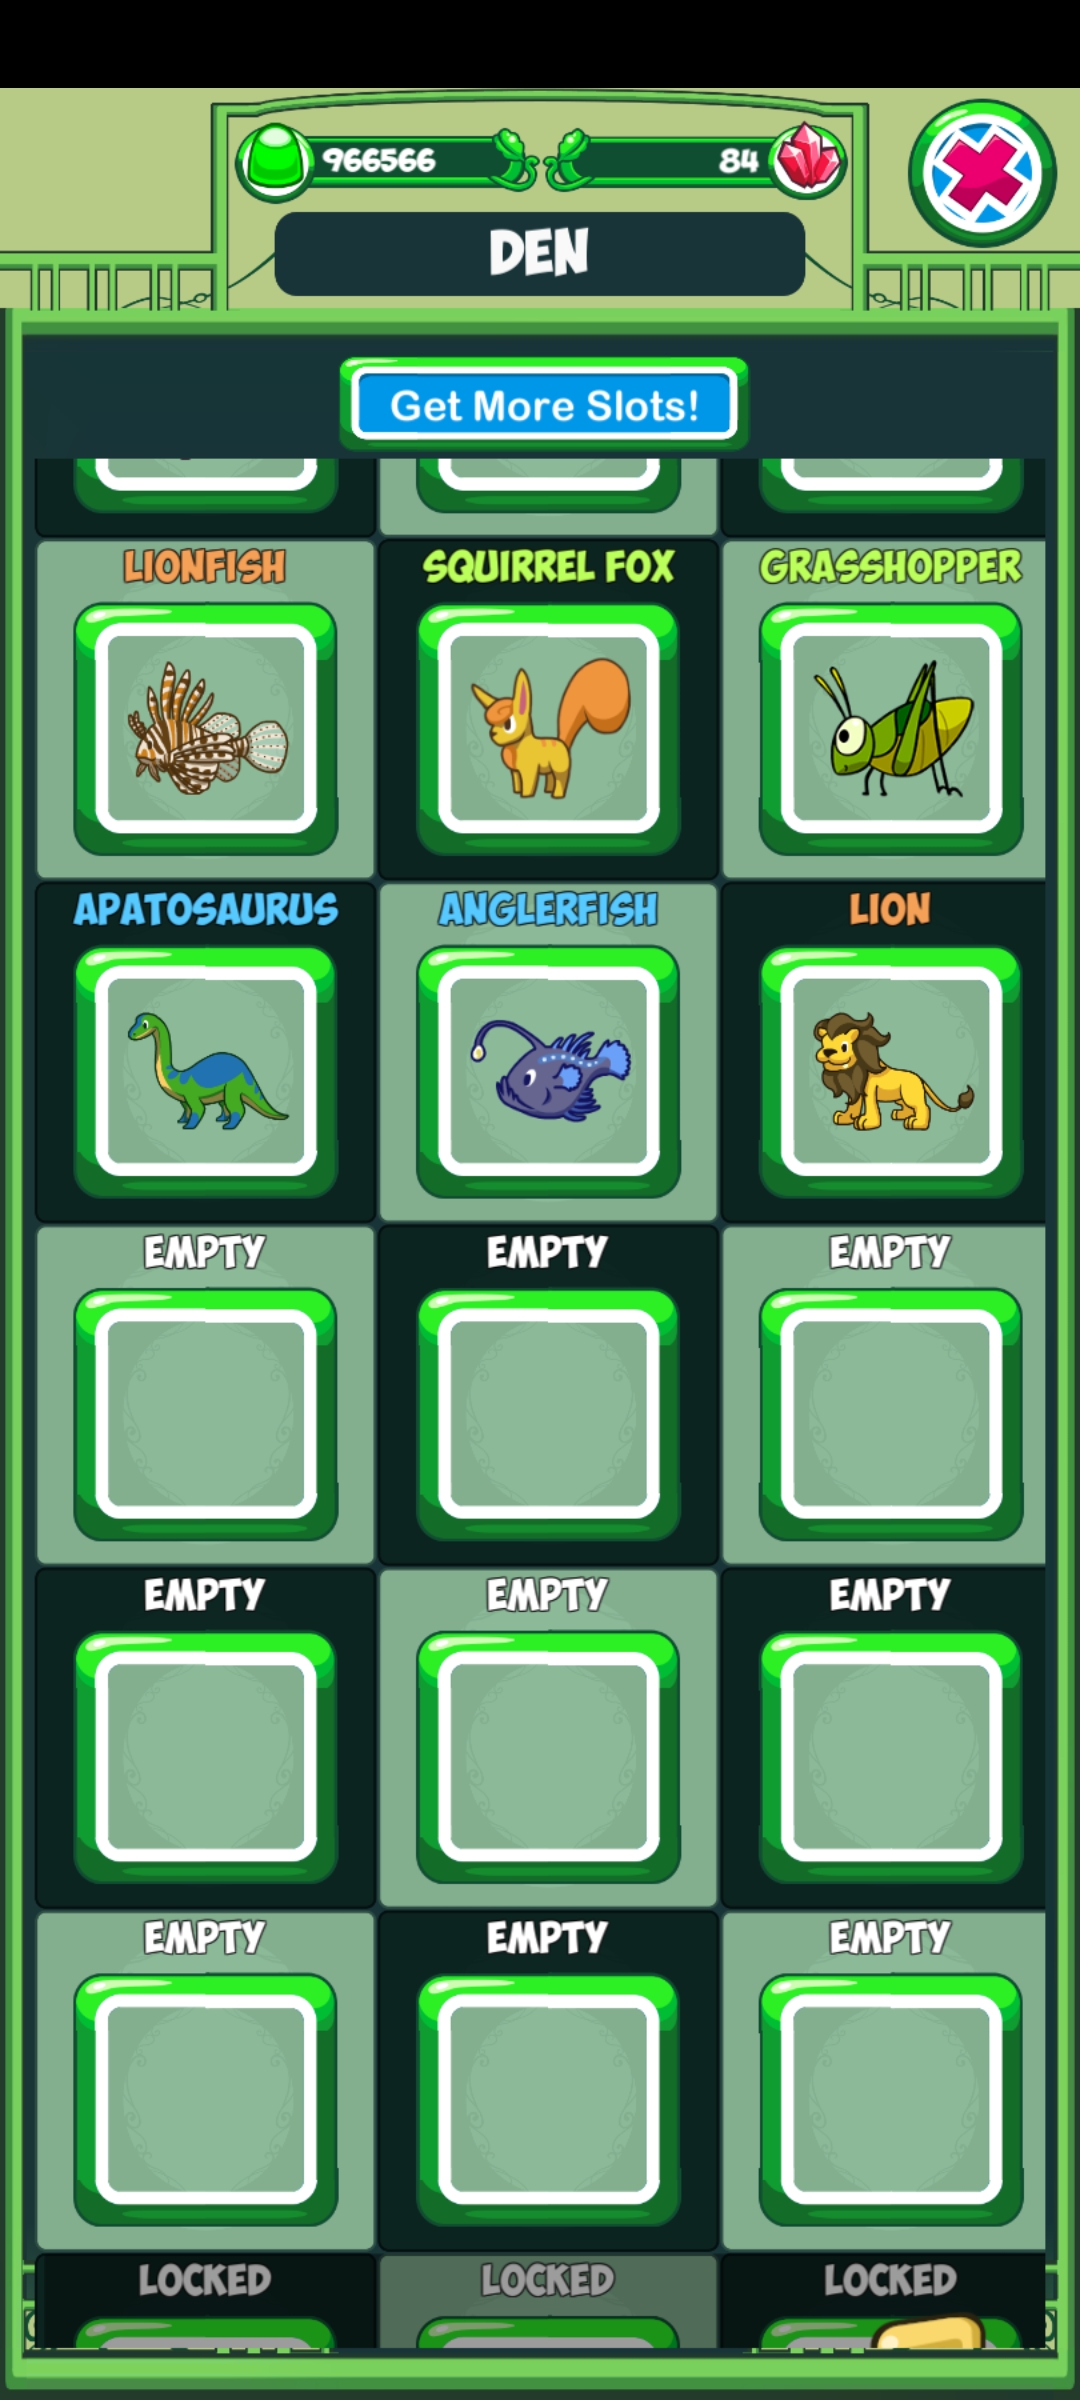 966566
84
DEN
Get More Slots!
LIONFISH
SQUIRREL FOX
GRASSHOPPER
APATOSAURUS
ANGLERFISH
LION
EMPTY
EMPTY
EMPTY
EMPTY
EMPTY
EMPTY
EMPTY
EMPTY
EMPTY
LOCKED
LOCKED
LOCKED